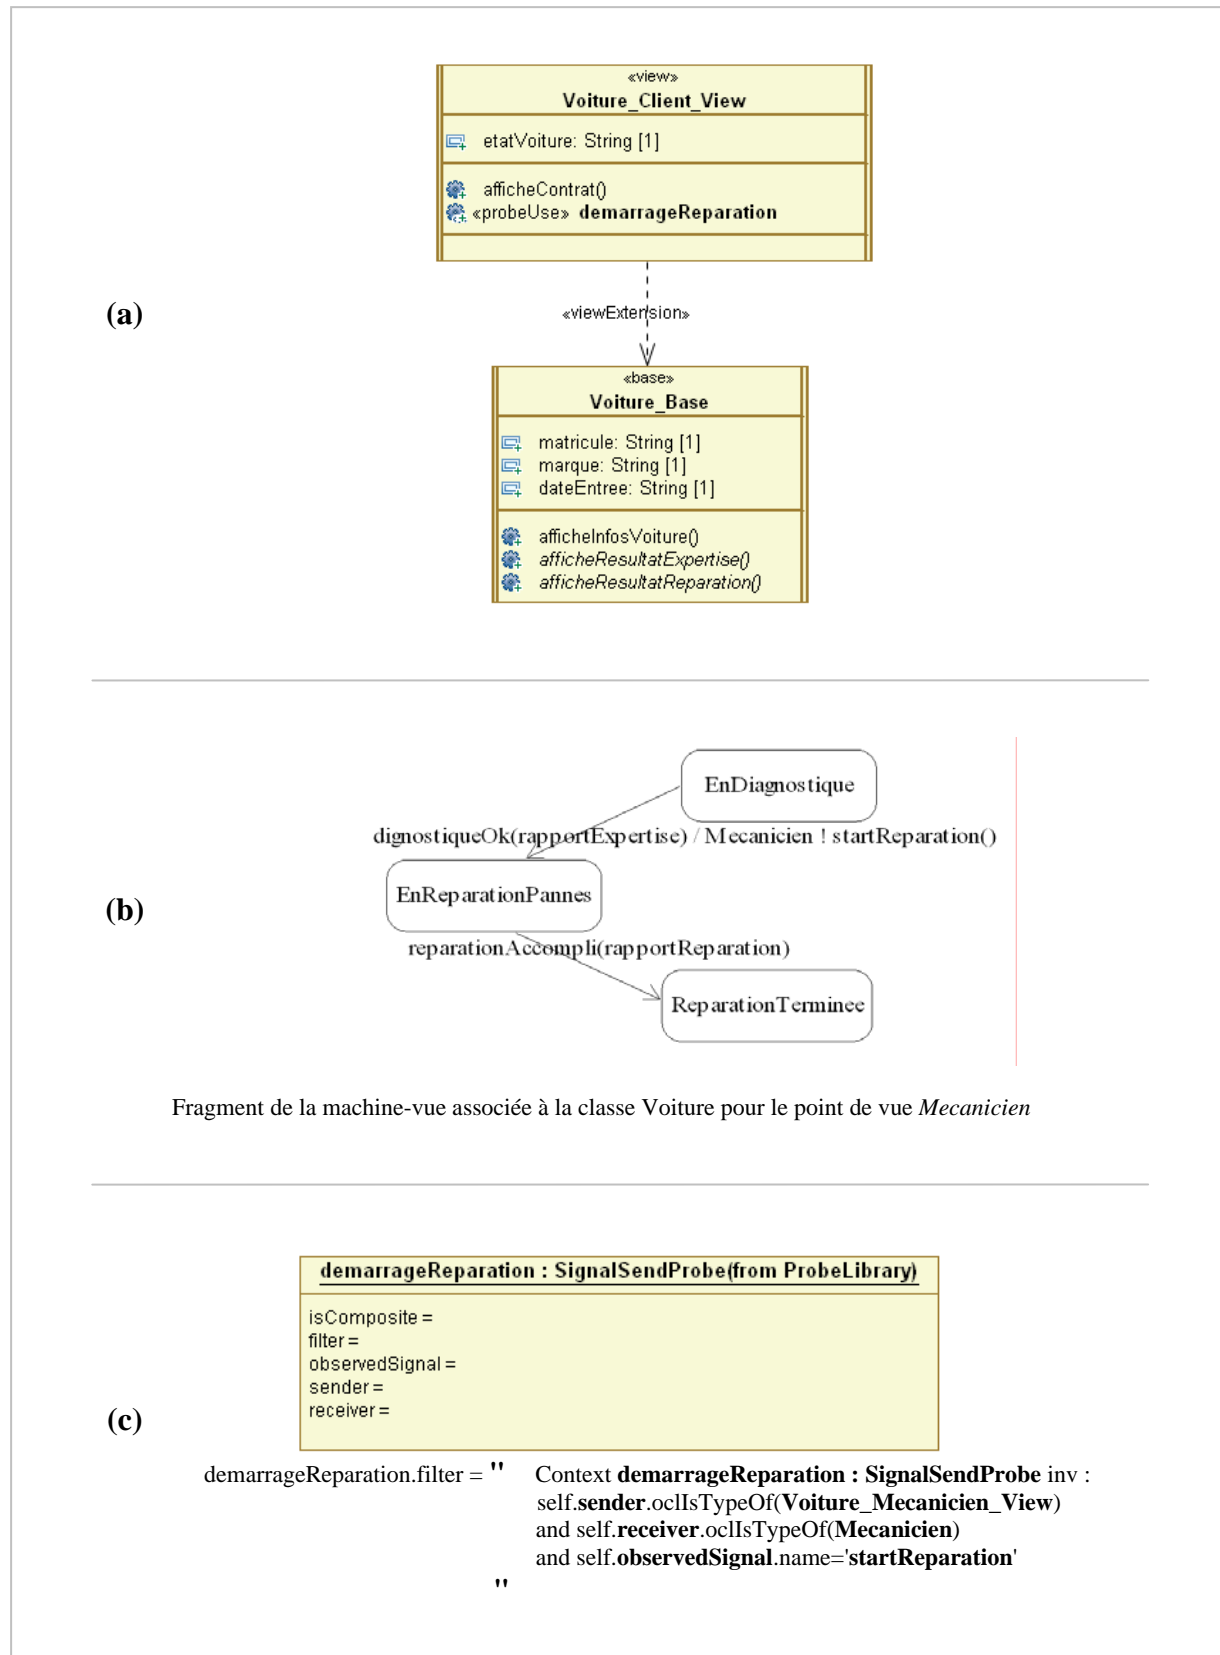 «view»
Voiture_Client_View
etatVoiture: String [1]
afficheContrat()
«probeUse» demarrageReparation
(a)
«viewExtension»
«base»
Voiture_Base
matricule: String [1]
marque: String [1]
dateEntree: String [1]
afficheInfosVoiture()
afficheResultatExpertise()
afficheResultatReparation()
EnDiagnostique
dignostiqueOk(rapportExpertise) / Mecanicien ! startReparation()
(b)
EnReparationPannes
reparationAccompli(rapportReparation)
ReparationTerminee
Fragment de la machine-vue associée à la classe Voiture pour le point de vue Mecanicien
demarrageReparation : SignalSendProbe(from ProbeLibrary)
isComposite =
filter =
observedSignal =
sender =
receiver =
(c)
demarrageReparation.filter = " Context demarrageReparation : SignalSendProbe inv :
self.sender.oclIsTypeOf(Voiture_Mecanicien_View)
and self.receiver.oclIsTypeOf(Mecanicien)
and self.observedSignal.name='startReparation'
"